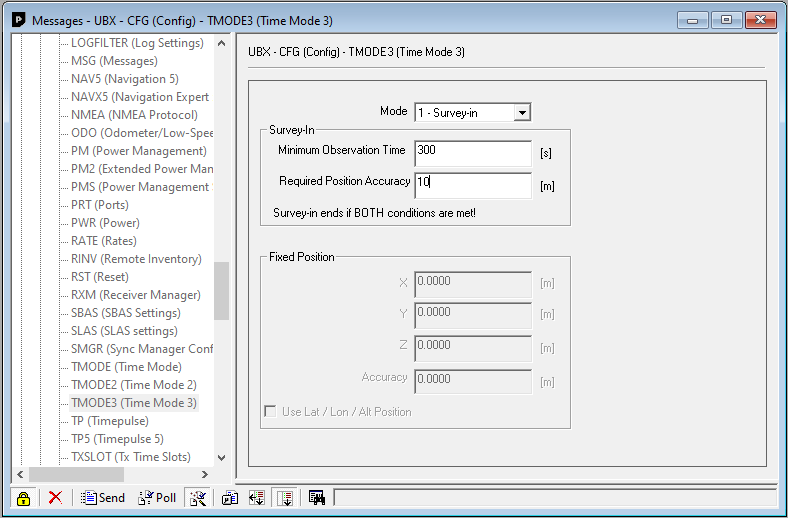 Messages - UBX - CFG (Config) - TMODE3 (Time Mode 3)
LOGFILTER (Log Settings)
MSG (Messages)
NAV5 (Navigation 5)
NAVX5 (Navigation Expert
NMEA (NMEA Protocol)
ODO (Odometer/Low-Spee
PM (Power Management)
PM2 (Extended Power Man
PMS (Power Management
PRT (Ports)
PWR (Power)
RATE (Rates)
RINV (Remote Inventory)
RST (Reset)
RXM (Receiver Manager)
SBAS (SBAS Settings)
SLAS (SLAS settings)
SMGR (Sync Manager Conf
TMODE (Time Mode)
TMODE2 (Time Mode 2)
TMODE3 (Time Mode 3)
TP (Timepulse)
TP5 (Timepulse 5)
TXSLOT (Tx Time Slots)
UBX - CFG (Config) - TMODE3 (Time Mode 3)
Mode 1 - Survey-in
Survey-In
Minimum Observation Time 300 [s]
Required Position Accuracy 10 [m]
Survey-in ends if BOTH conditions are met!
Fixed Position
X 0.0000 [m]
Y 0.0000 [m]
Z 0.0000 [m]
Accuracy 0.0000 [m]
Use Lat / Lon / Alt Position
Send Poll